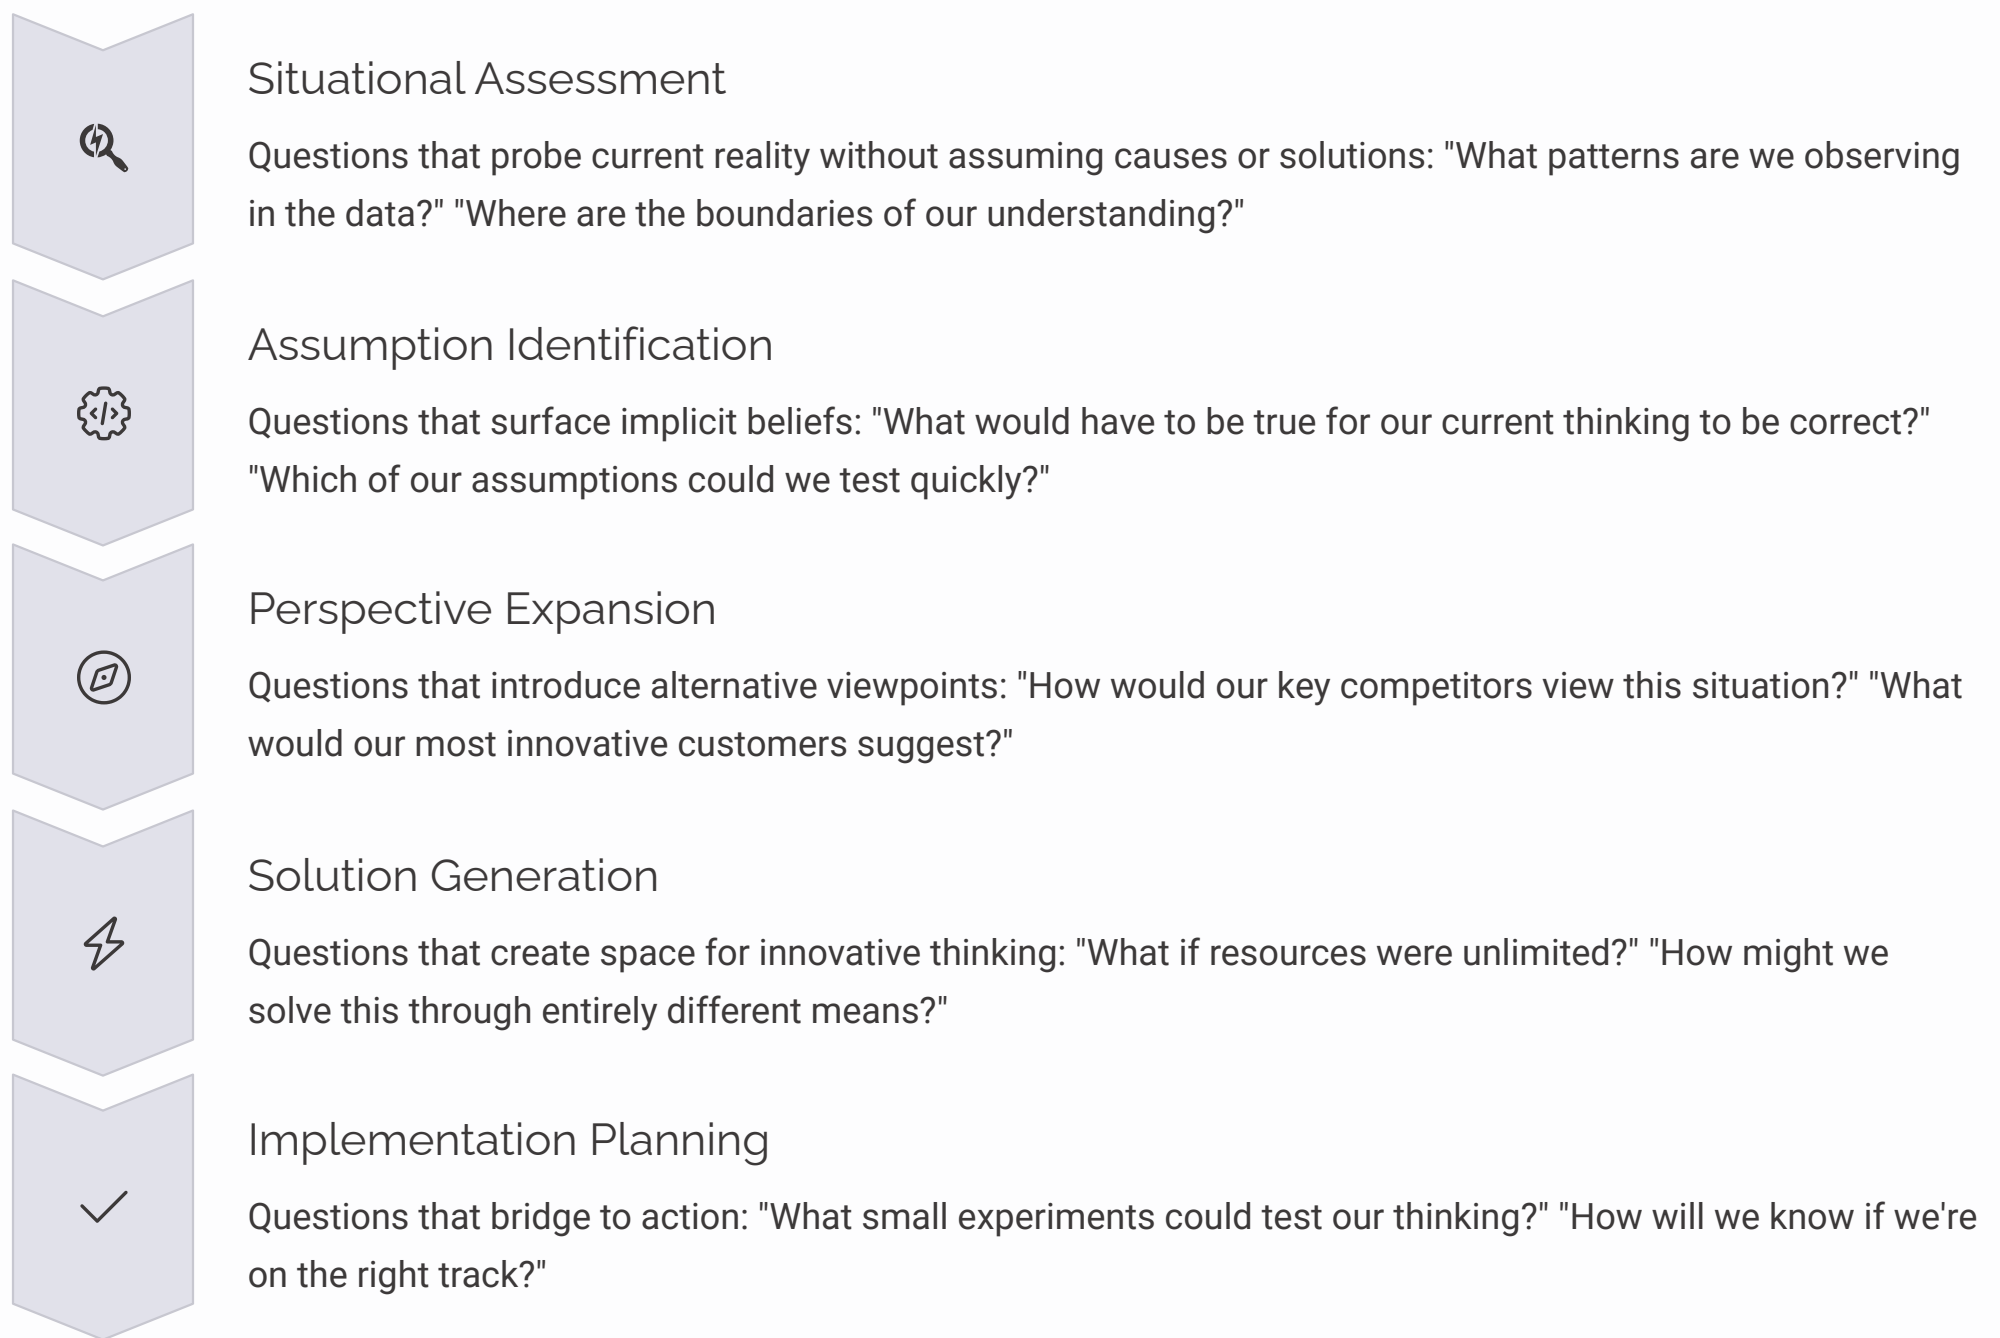 Situational Assessment
Questions that probe current reality without assuming causes or solutions: "What patterns are we observing
in the data?" "Where are the boundaries of our understanding?"
Assumption Identification
Questions that surface implicit beliefs: "What would have to be true for our current thinking to be correct?"
"Which of our assumptions could we test quickly?"
Perspective Expansion
Questions that introduce alternative viewpoints: "How would our key competitors view this situation?" "What
would our most innovative customers suggest?"
Solution Generation
Questions that create space for innovative thinking: "What if resources were unlimited?" "How might we
solve this through entirely different means?"
Implementation Planning
Questions that bridge to action: "What small experiments could test our thinking?" "How will we know if we're
on the right track?"